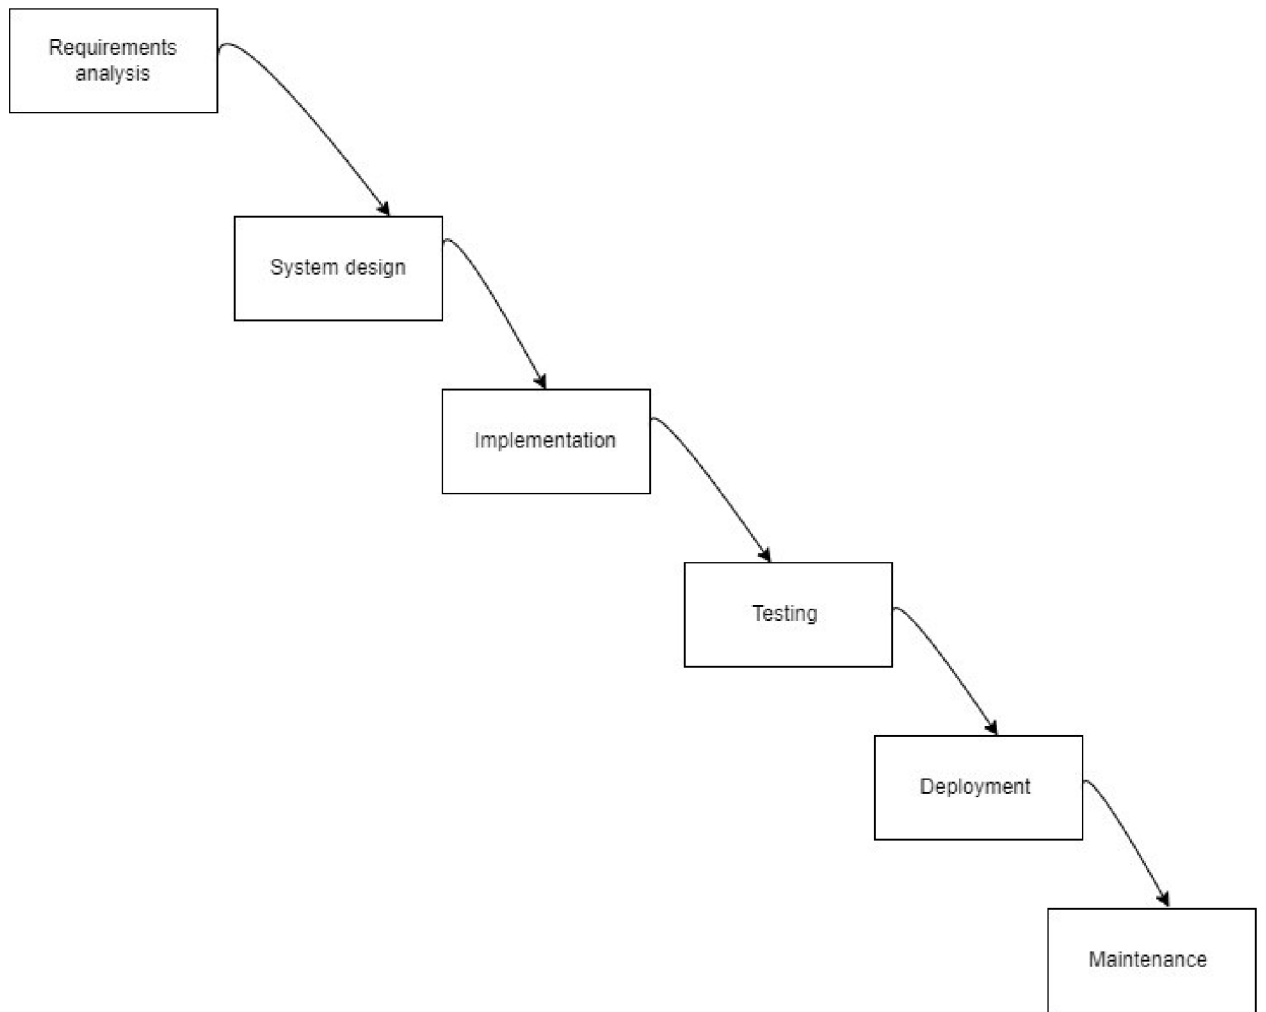 Requirements
analysis
System design
Implementation
Testing
Deployment
Maintenance